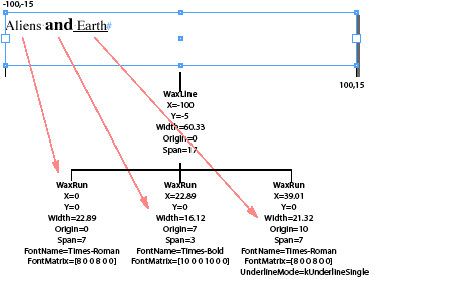 -100,-15
Aliens and Earth#
100,15
WaxLine
X=-100
Y=-5
Width=60.33
Origin=0
Span=17
WaxRun WaxRun WaxRun
X=0 X=22.89 X=39.01
Y=0 Y=0 Y=0
Width=22.89 Width=16.12 Width=21.32
Origin=0 Origin=7 Origin=10
Span=7 Span=3 Span=7
FontName=Times-Roman FontName=Times-Bold FontName=Times-Roman
FontMatrix=[8 0 0 8 0 0] FontMatrix=[10 0 0 10 0 0] FontMatrix=[8 0 0 8 0 0]
UnderlineMode=kUnderlineSingle